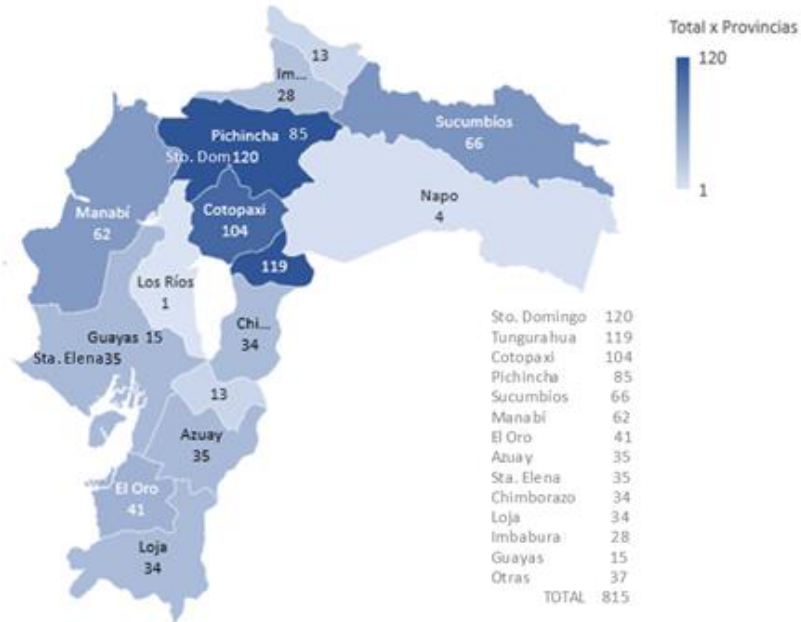 Total x Provincias
120
1
13
Im...
28
Pichincha 85
Sto. Dom120
Sucumbíos
66
Napo
4
Cotopaxi
104
Manabí
62
119
Los Ríos
1
Chi...
34
Guayas 15
Sta. Elena35
13
Azuay
35
El Oro
41
Loja
34
Sto. Domingo 120
Tungurahua 119
Cotopaxi 104
Pichincha 85
Sucumbios 66
Manabí 62
El Oro 41
Azuay 35
Sta. Elena 35
Chimborazo 34
Loja 34
Imbabura 28
Guayas 15
Otras 37
TOTAL 815